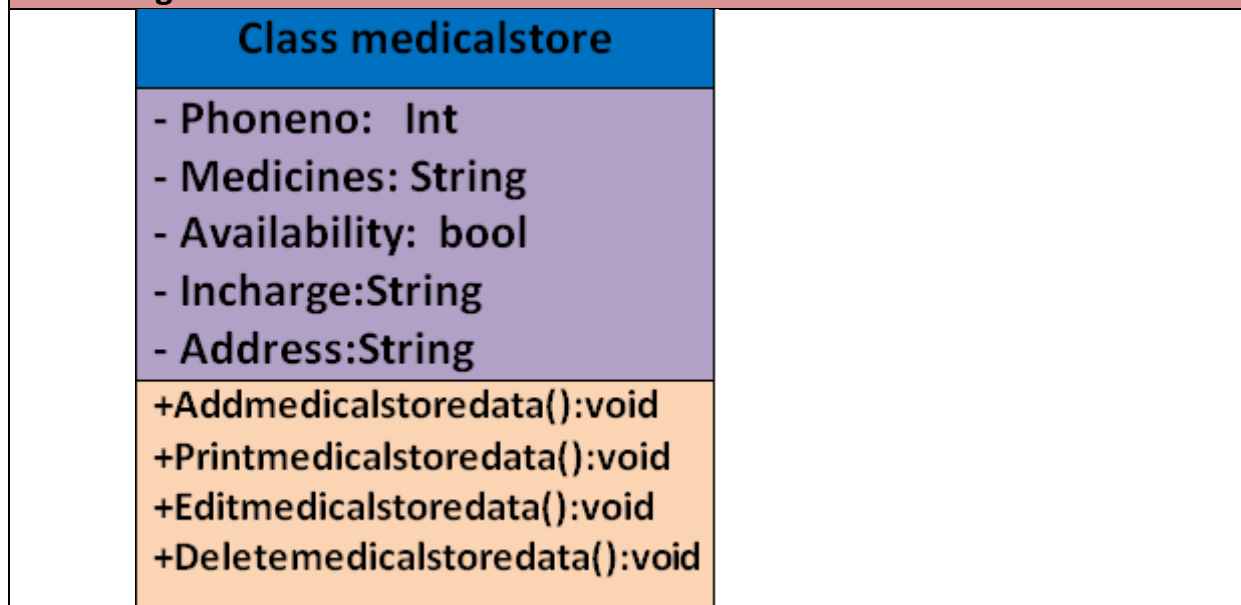 Class medicalstore
- Phoneno: Int
- Medicines: String
- Availability: bool
- Incharge:String
- Address:String
+Addmedicalstoredata():void
+Printmedicalstoredata():void
+Editmedicalstoredata():void
+Deletemedicalstoredata():void